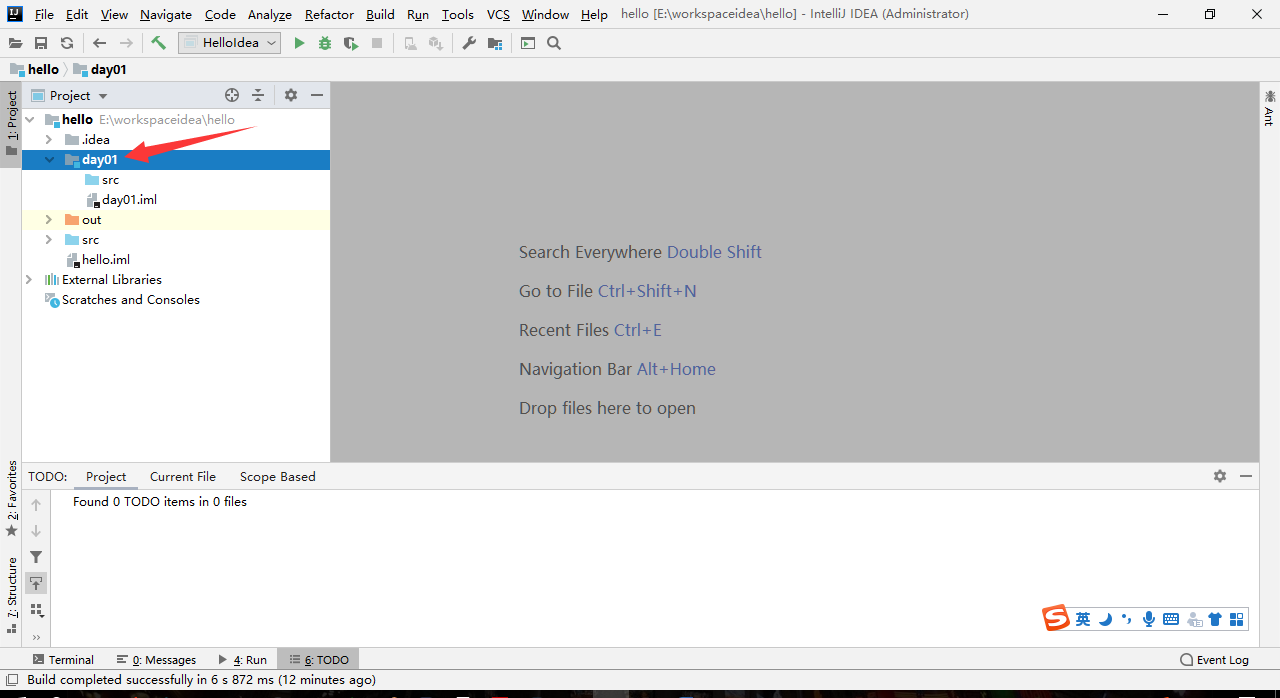 File Edit View Navigate Code Analyze Refactor Build Run Tools VCS Window Help hello [E:\workspaceidea\hello] - IntelliJ IDEA (Administrator)
HelloIdea
hello day01
1: Project
Project
hello E:\workspaceidea\hello
.idea
day01
src
day01.iml
out
src
hello.iml
External Libraries
Scratches and Consoles
Search Everywhere Double Shift
Go to File Ctrl+Shift+N
Recent Files Ctrl+E
Navigation Bar Alt+Home
Drop files here to open
Ant
2: Favorites
7: Structure
TODO: Project Current File Scope Based
Found 0 TODO items in 0 files
英
Terminal 0: Messages 4: Run 6: TODO Event Log
Build completed successfully in 6 s 872 ms (12 minutes ago)